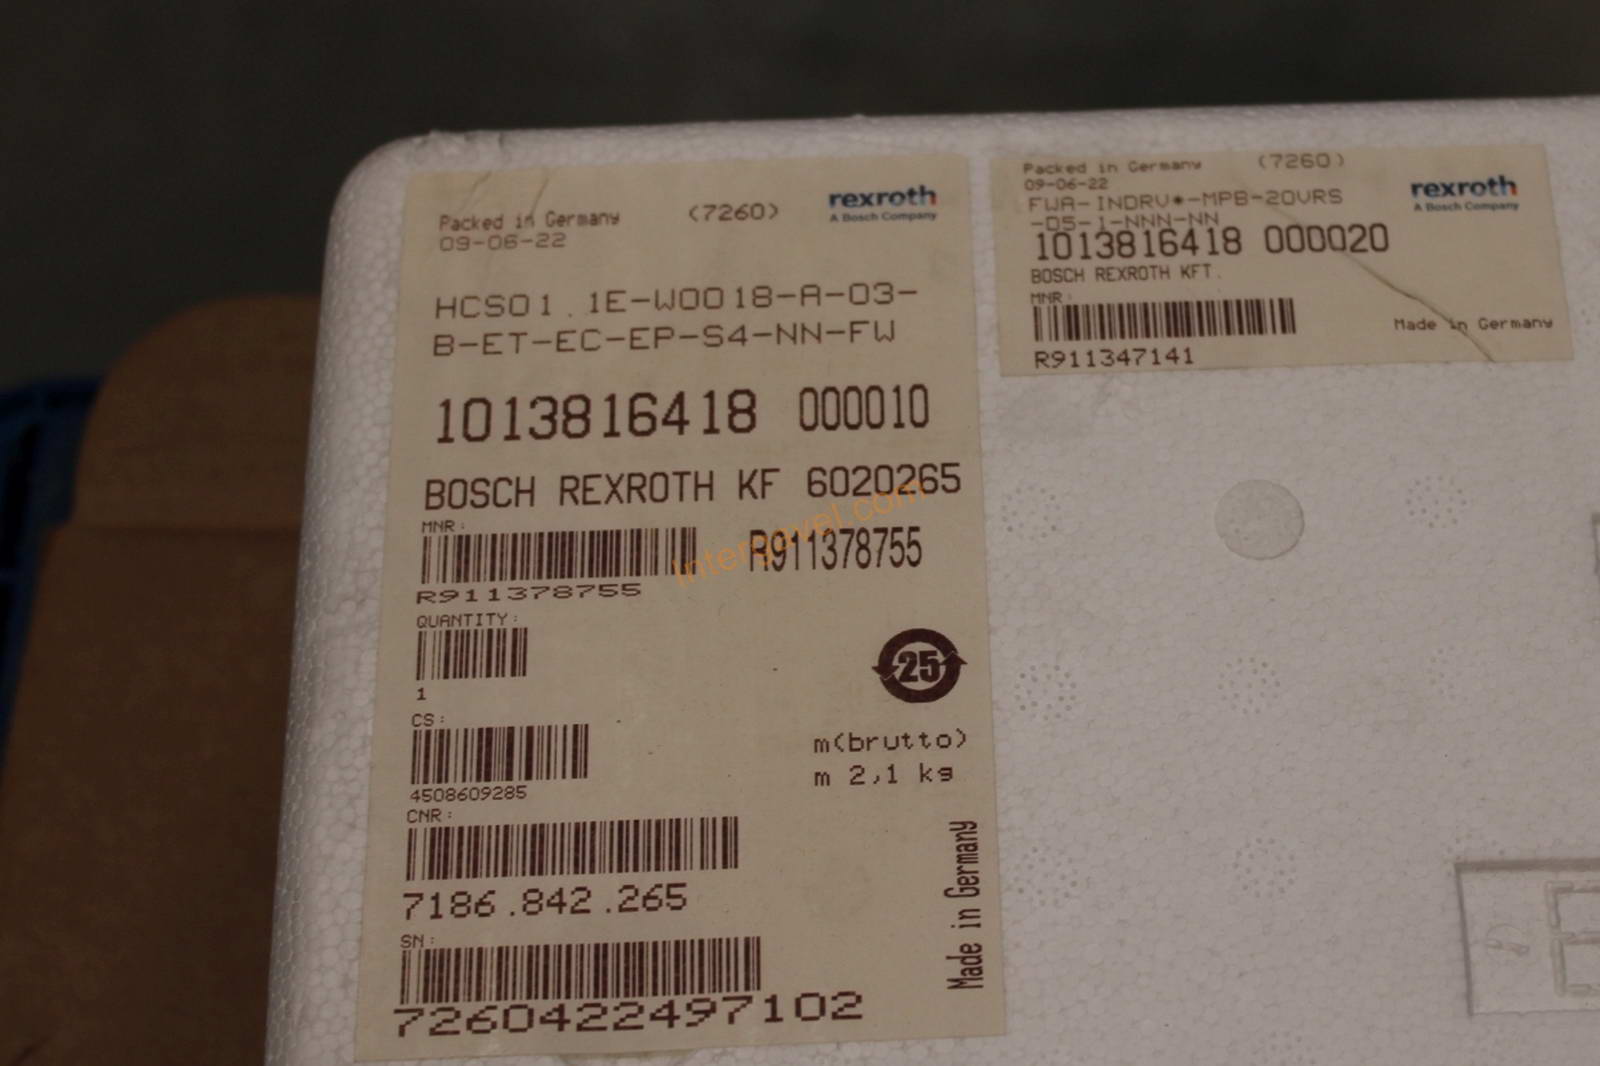 Packed in Germany (7260) rexroth
A Bosch Company
09-06-22
HCS01.1E-W0018-A-03-
B-ET-EC-EP-S4-NN-FW
1013816418 000010
BOSCH REXROTH KF 6020265
MNR:
R911378755
R911378755
QUANTITY:
1
25
CS:
m(brutto)
m 2,1 kg
4508609285
CNR:
7186.842.265
SN:
7260422497102
Made in Germany
Packed in Germany (7260) rexroth
A Bosch Company
09-06-22
FWA-INDRV*-MPB-20VRS
-05-1-NNN-NN
1013816418 000020
BOSCH REXROTH KFT.
MNR:
Made in Germany
R911347141
Intergavel.com